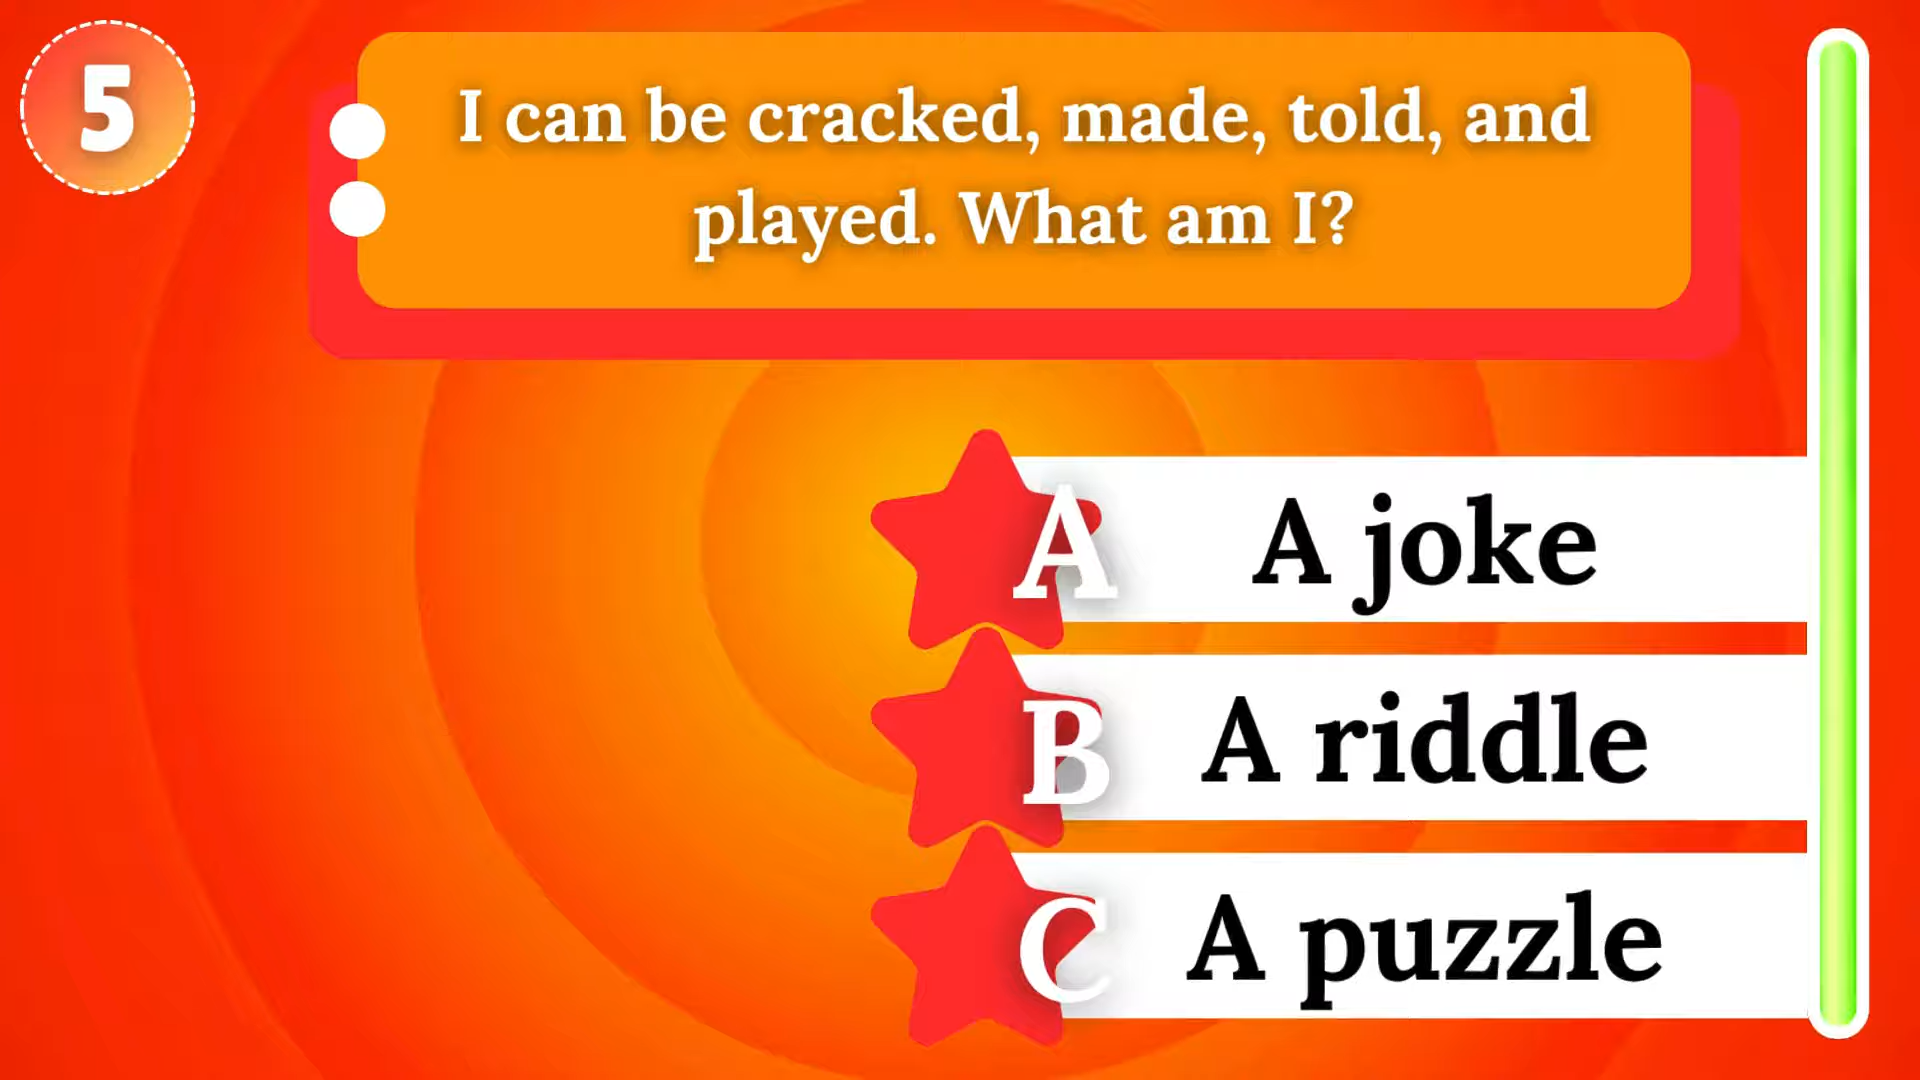 5
I can be cracked, made, told, and
played. What am I?
A A joke
B A riddle
C A puzzle